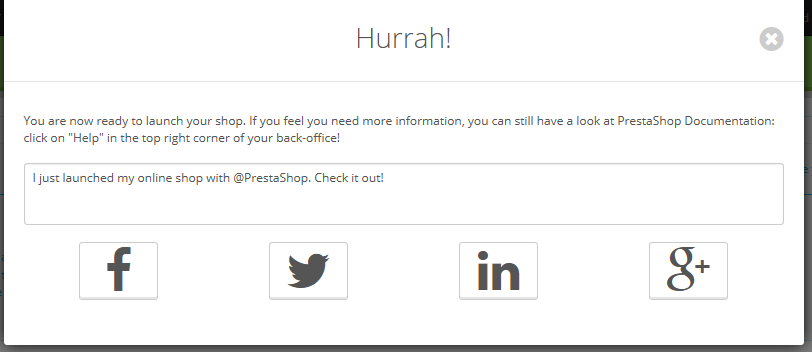 Hurrah!
You are now ready to launch your shop. If you feel you need more information, you can still have a look at PrestaShop Documentation:
click on "Help" in the top right corner of your back-office!
I just launched my online shop with @PrestaShop. Check it out!
f
in
g+